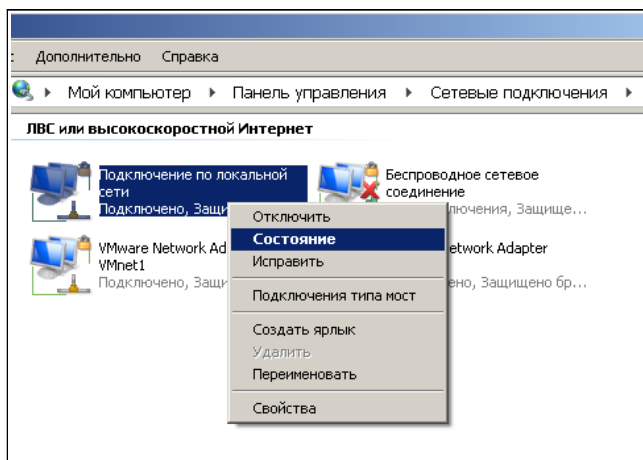 Дополнительно Справка
Мой компьютер Панель управления Сетевые подключения
ЛВС или высокоскоростной Интернет
Подключение по локальной
сети
Подключено, Защи
Беспроводное сетевое
соединение
лючения, Защище...
VMware Network Ad
VMnet1
Подключено, Защи
etwork Adapter
ено, Защищено бр...
Отключить
Состояние
Исправить
Подключения типа мост
Создать ярлык
Удалить
Переименовать
Свойства